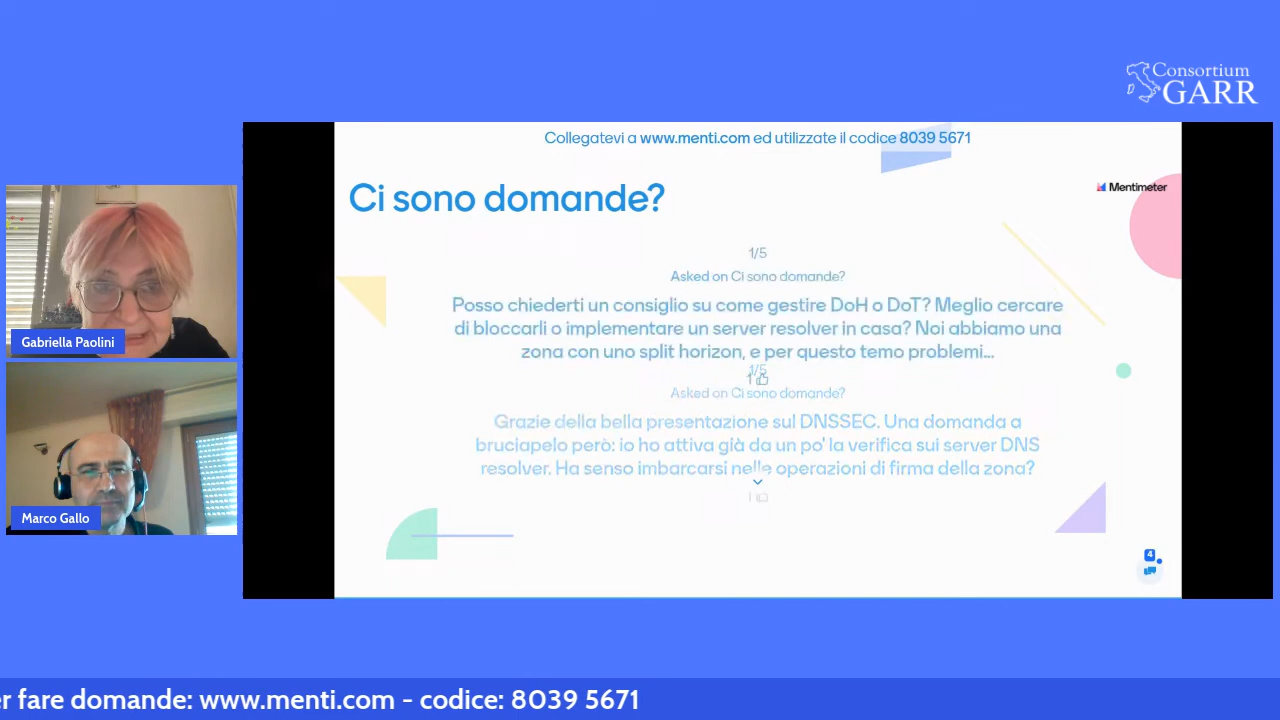 Consortium
GARR
Collegatevi a www.menti.com ed utilizzate il codice 8039 5671
Mentimeter
Ci sono domande?
1/5
Asked on Ci sono domande?
Posso chiederti un consiglio su come gestire DoH o DoT? Meglio cercare
di bloccarli o implementare un server resolver in casa? Noi abbiamo una
zona con uno split horizon, e per questo temo problemi...
1/5
1
Asked on Ci sono domande?
Grazie della bella presentazione sul DNSSEC. Una domanda a
bruciapelo però: io ho attiva già da un po' la verifica sui server DNS
resolver. Ha senso imbarcarsi nelle operazioni di firma della zona?
1
4
Gabriella Paolini
Marco Gallo
er fare domande: www.menti.com - codice: 8039 5671